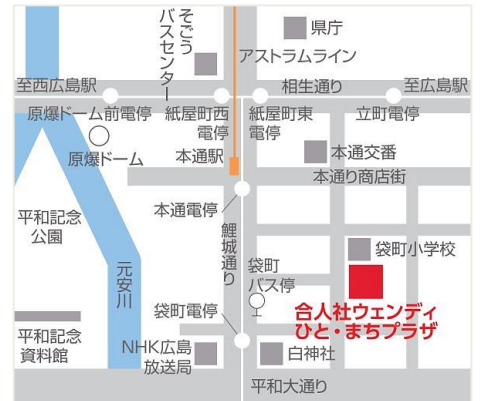 そごう
バスセンター
県庁
アストラムライン
至西広島駅
相生通り
至広島駅
原爆ドーム前電停
紙屋町西
電停
紙屋町東
電停
立町電停
原爆ドーム
本通駅
本通交番
本通り商店街
本通電停
平和記念
公園
鯉城通り
袋町小学校
元安川
袋町
バス停
合人社ウェンディ
ひと・まちプラザ
袋町電停
平和記念
資料館
NHK広島
放送局
白神社
平和大通り